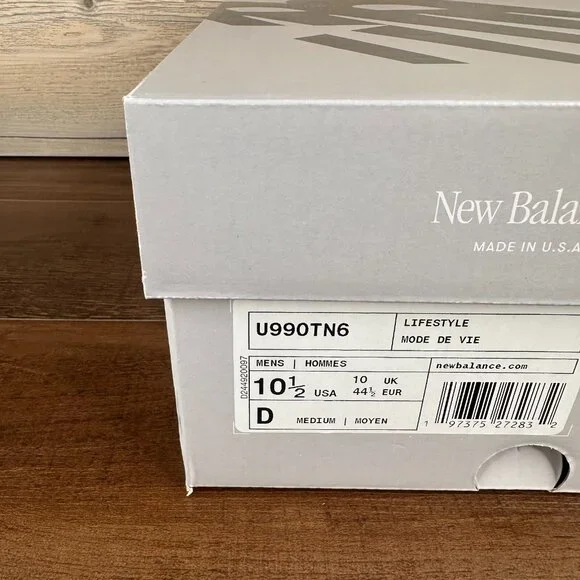 New Bala
MADE IN U.S.A
U990TN6
LIFESTYLE
MODE DE VIE
D244920097
MENS | HOMMES
newbalance.com
10½ USA
10 UK
44½ EUR
D MEDIUM | MOYEN
1 97375 27283 2